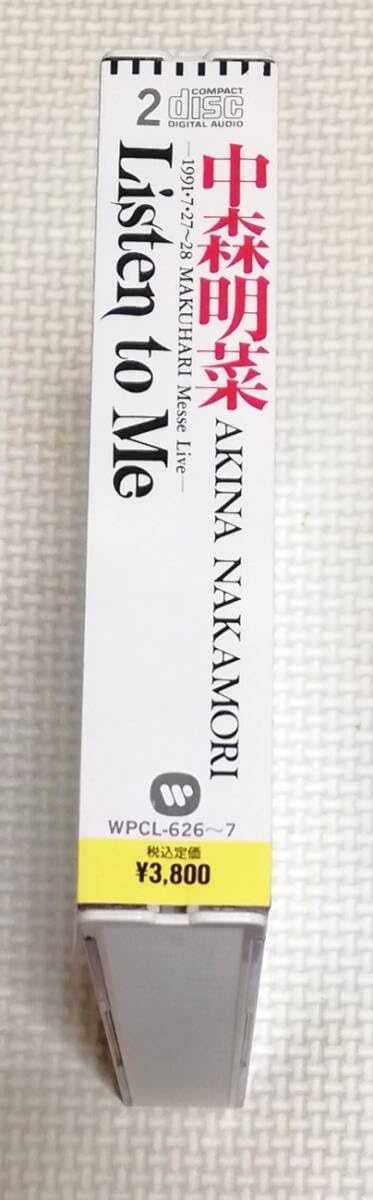 2
COMPACT
disc
DIGITAL AUDIO
中森明菜 AKINA NAKAMORI
—1991・7・27～28 MAKUHARI Messe Live—
Listen to Me
WPCL-626～7
税込定価
¥3,800